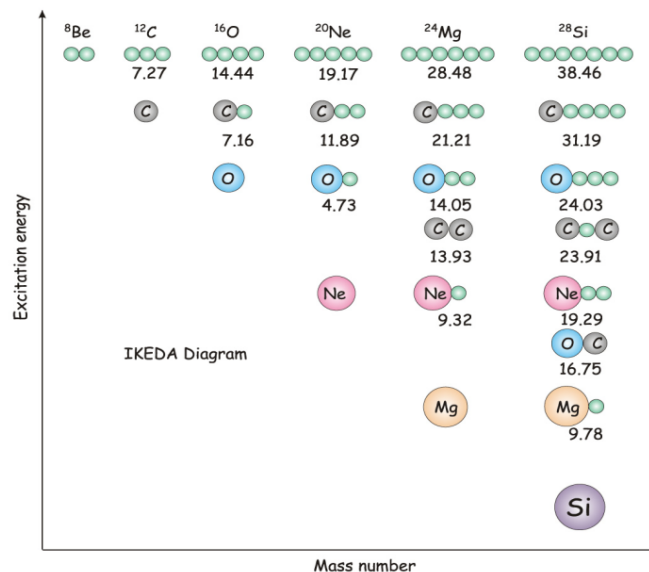 ⁸Be ¹²C ¹⁶O ²⁰Ne ²⁴Mg ²⁸Si
7.27 14.44 19.17 28.48 38.46
C C C C C
7.16 11.89 21.21 31.19
O O O O
4.73 14.05 24.03
C C C C
13.93 23.91
Ne Ne Ne
9.32 19.29
O C
IKEDA Diagram
16.75
Mg Mg
9.78
Si
Excitation energy
Mass number